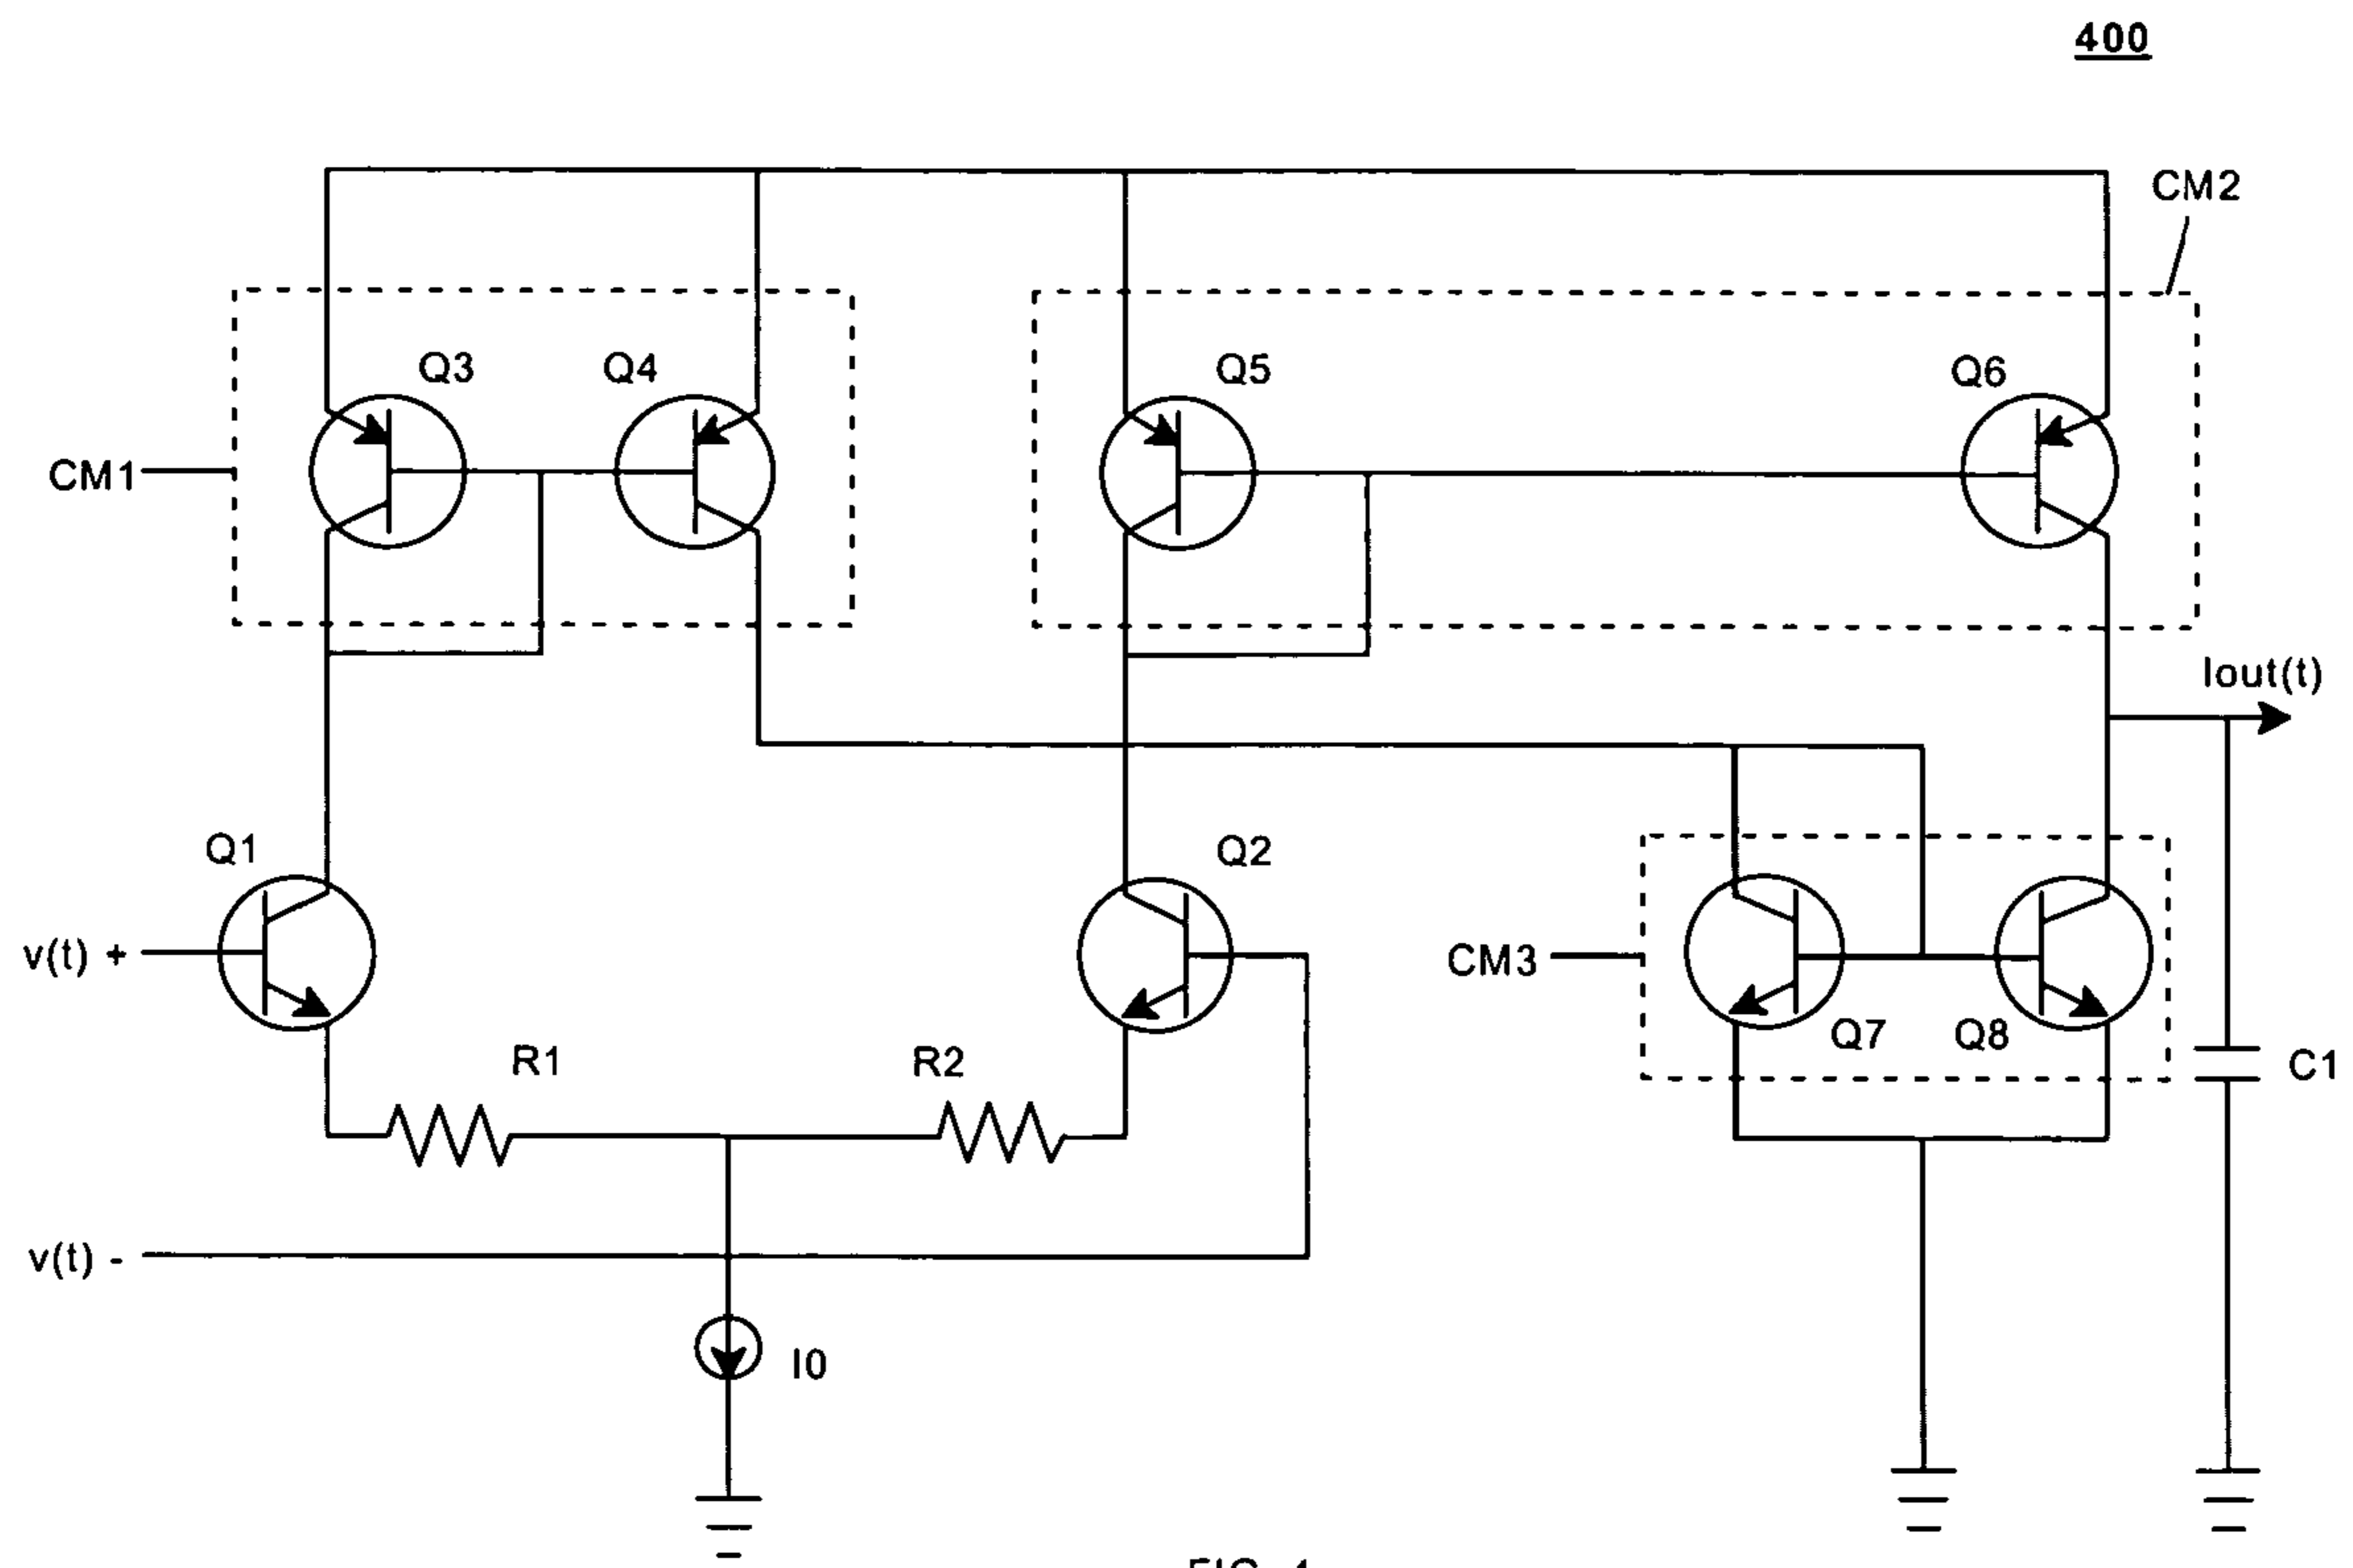 400
CM2
Q3
Q4
Q5
Q6
CM1
Iout(t)
Q1
Q2
v(t) +
CM3
Q7
Q8
R1
R2
C1
v(t) -
I0